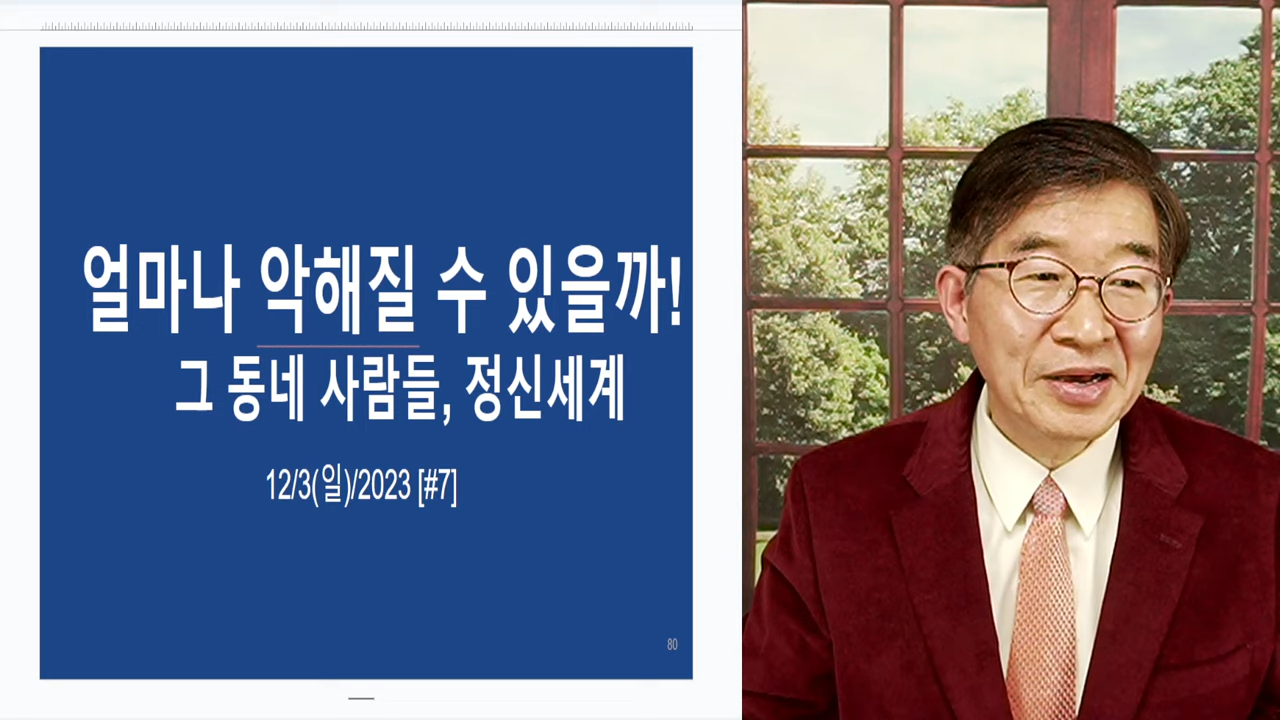 얼마나 악해질 수 있을까!
그 동네 사람들, 정신세계
12/3(일)/2023 [#7]
80